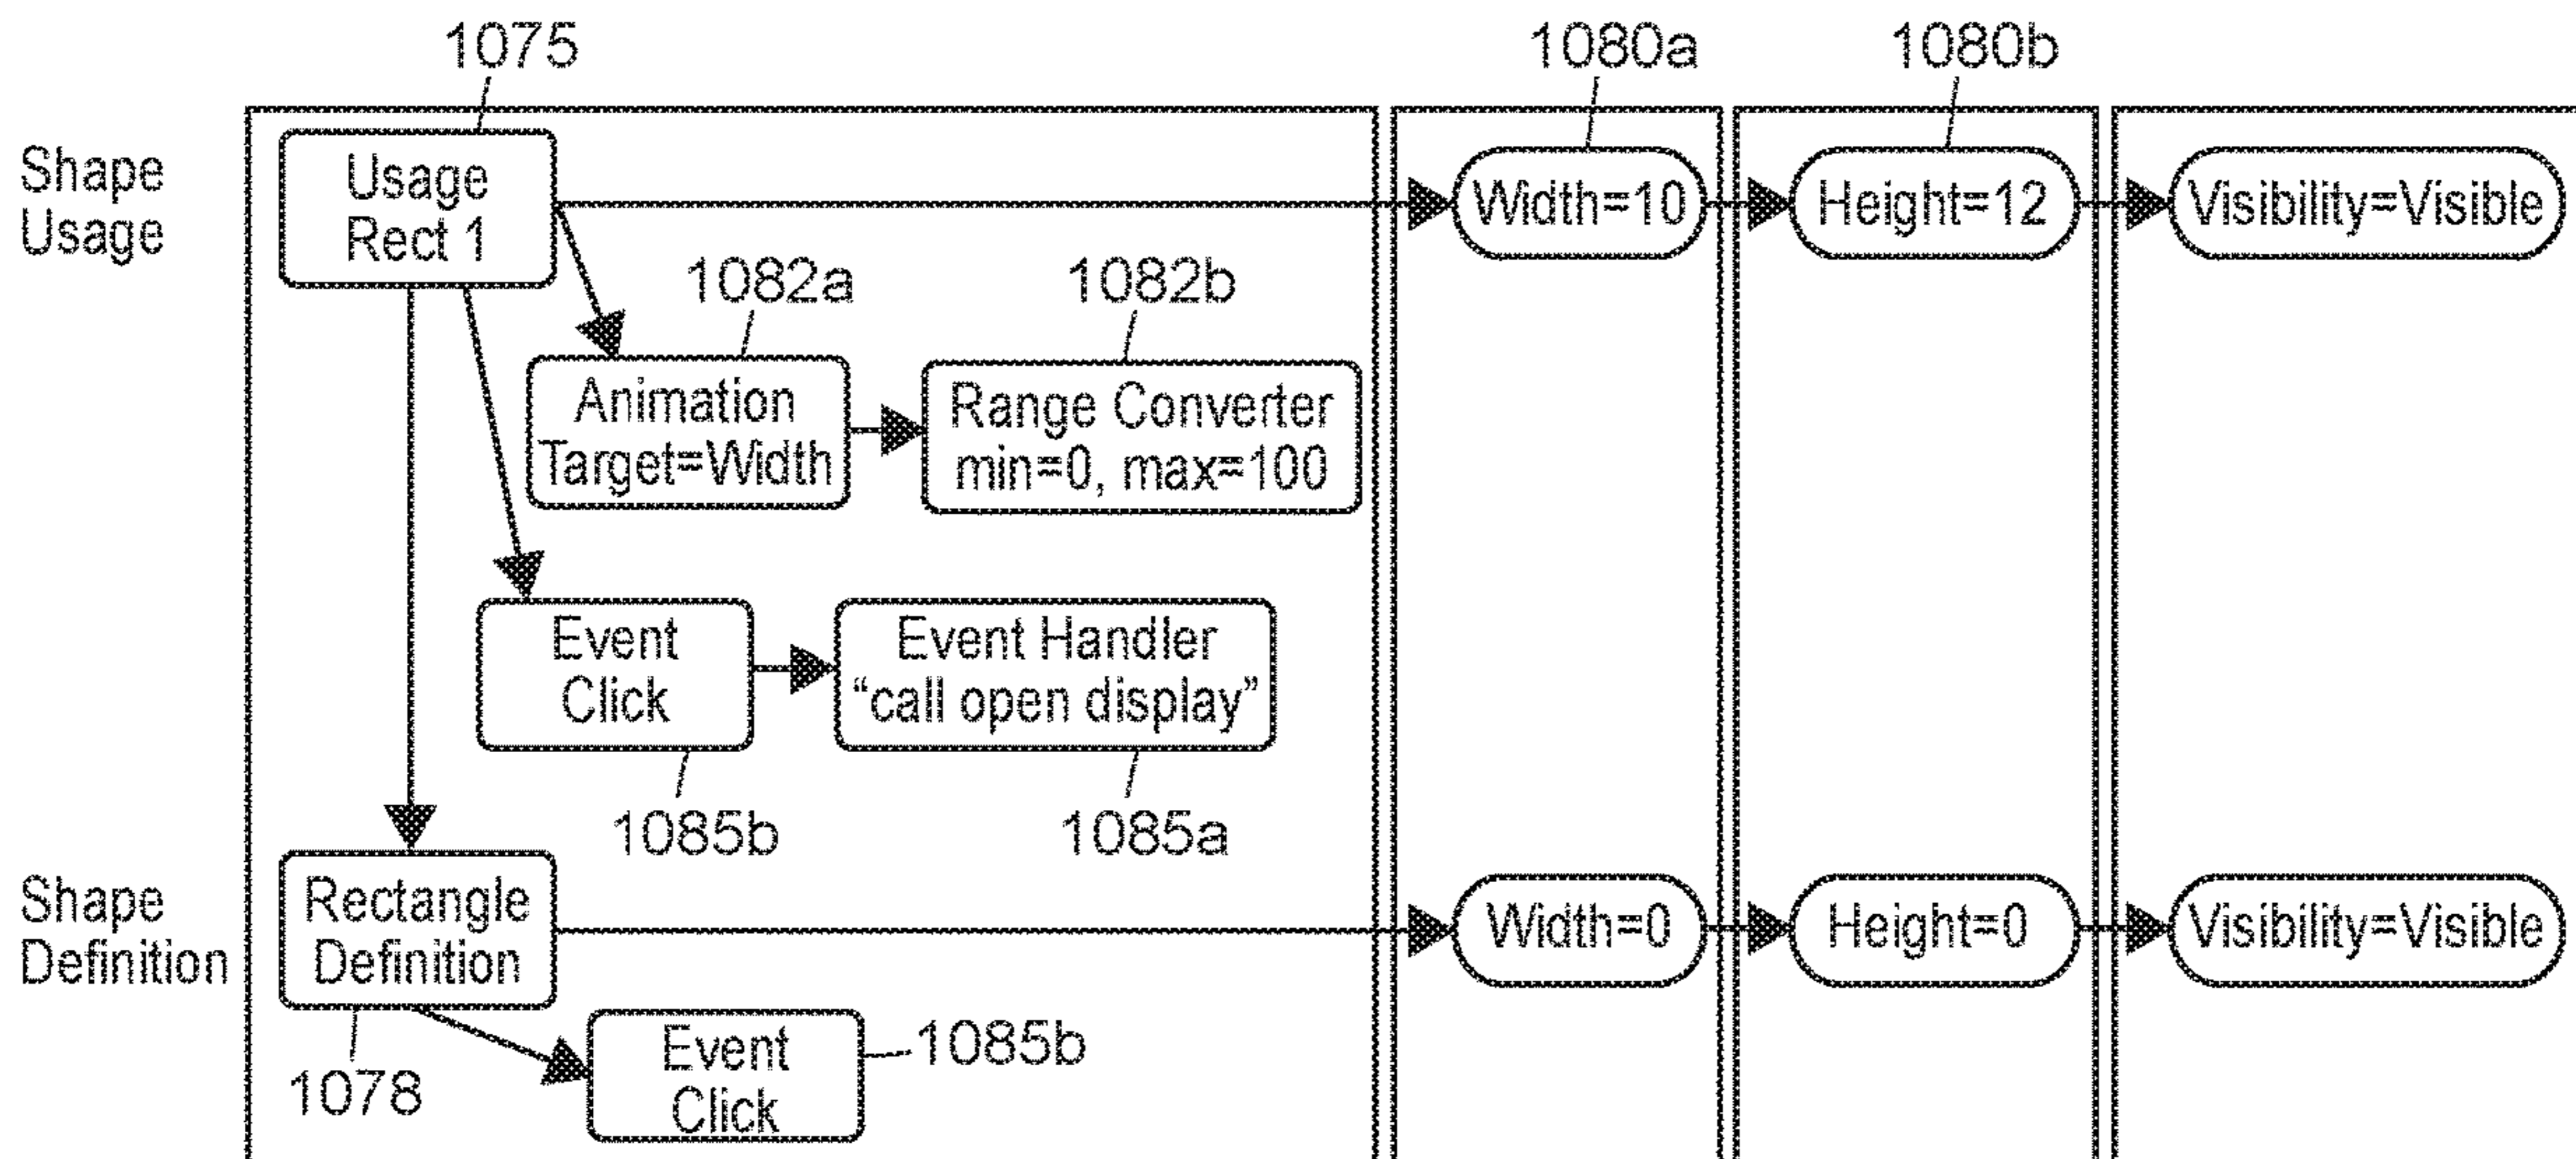 1075
1080a
1080b
Shape
Usage
Usage
Rect 1
Width=10
Height=12
Visibility=Visible
1082a
1082b
Animation
Target=Width
Range Converter
min=0, max=100
Event
Click
Event Handler
“call open display”
1085b
1085a
Shape
Definition
Rectangle
Definition
Width=0
Height=0
Visibility=Visible
1078
Event
Click
1085b